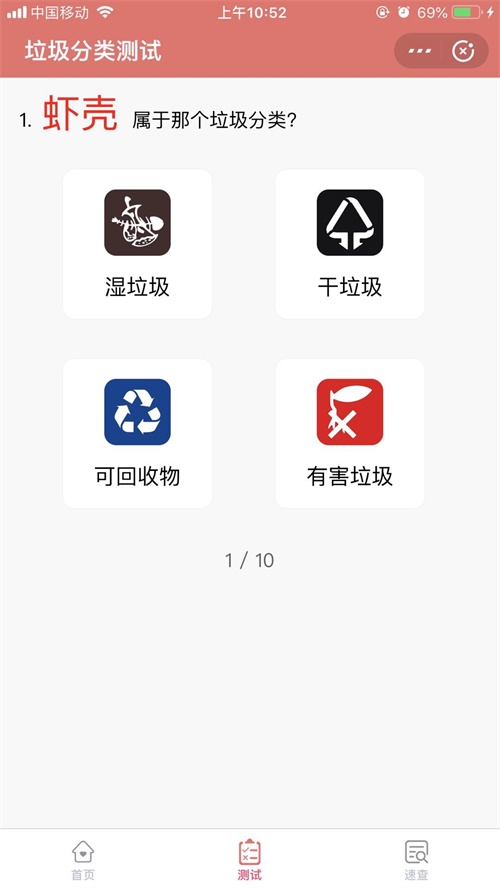 中国移动 上午10:52 69%
垃圾分类测试
1. 虾壳 属于那个垃圾分类?
湿垃圾 干垃圾
可回收物 有害垃圾
1 / 10
首页 测试 速查